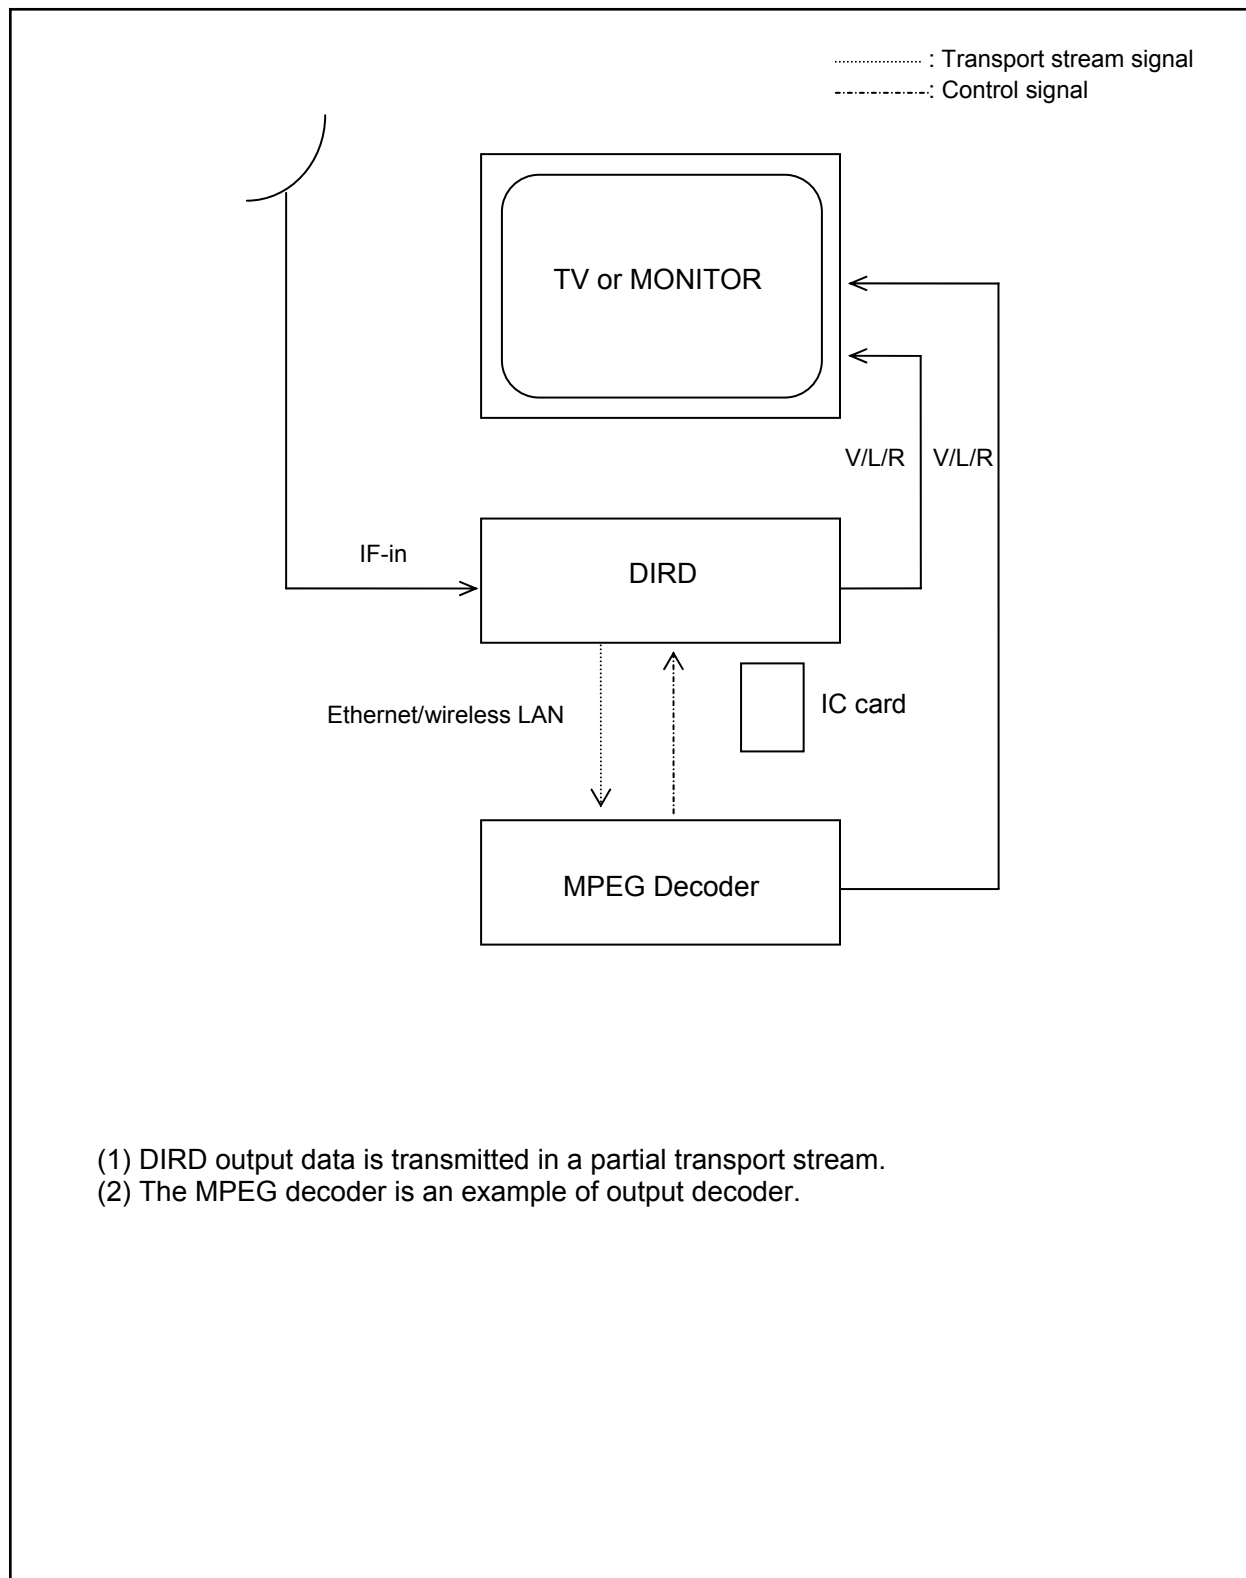 : Transport stream signal
: Control signal
TV or MONITOR
V/L/R
V/L/R
IF-in
DIRD
Ethernet/wireless LAN
IC card
MPEG Decoder
(1) DIRD output data is transmitted in a partial transport stream.
(2) The MPEG decoder is an example of output decoder.